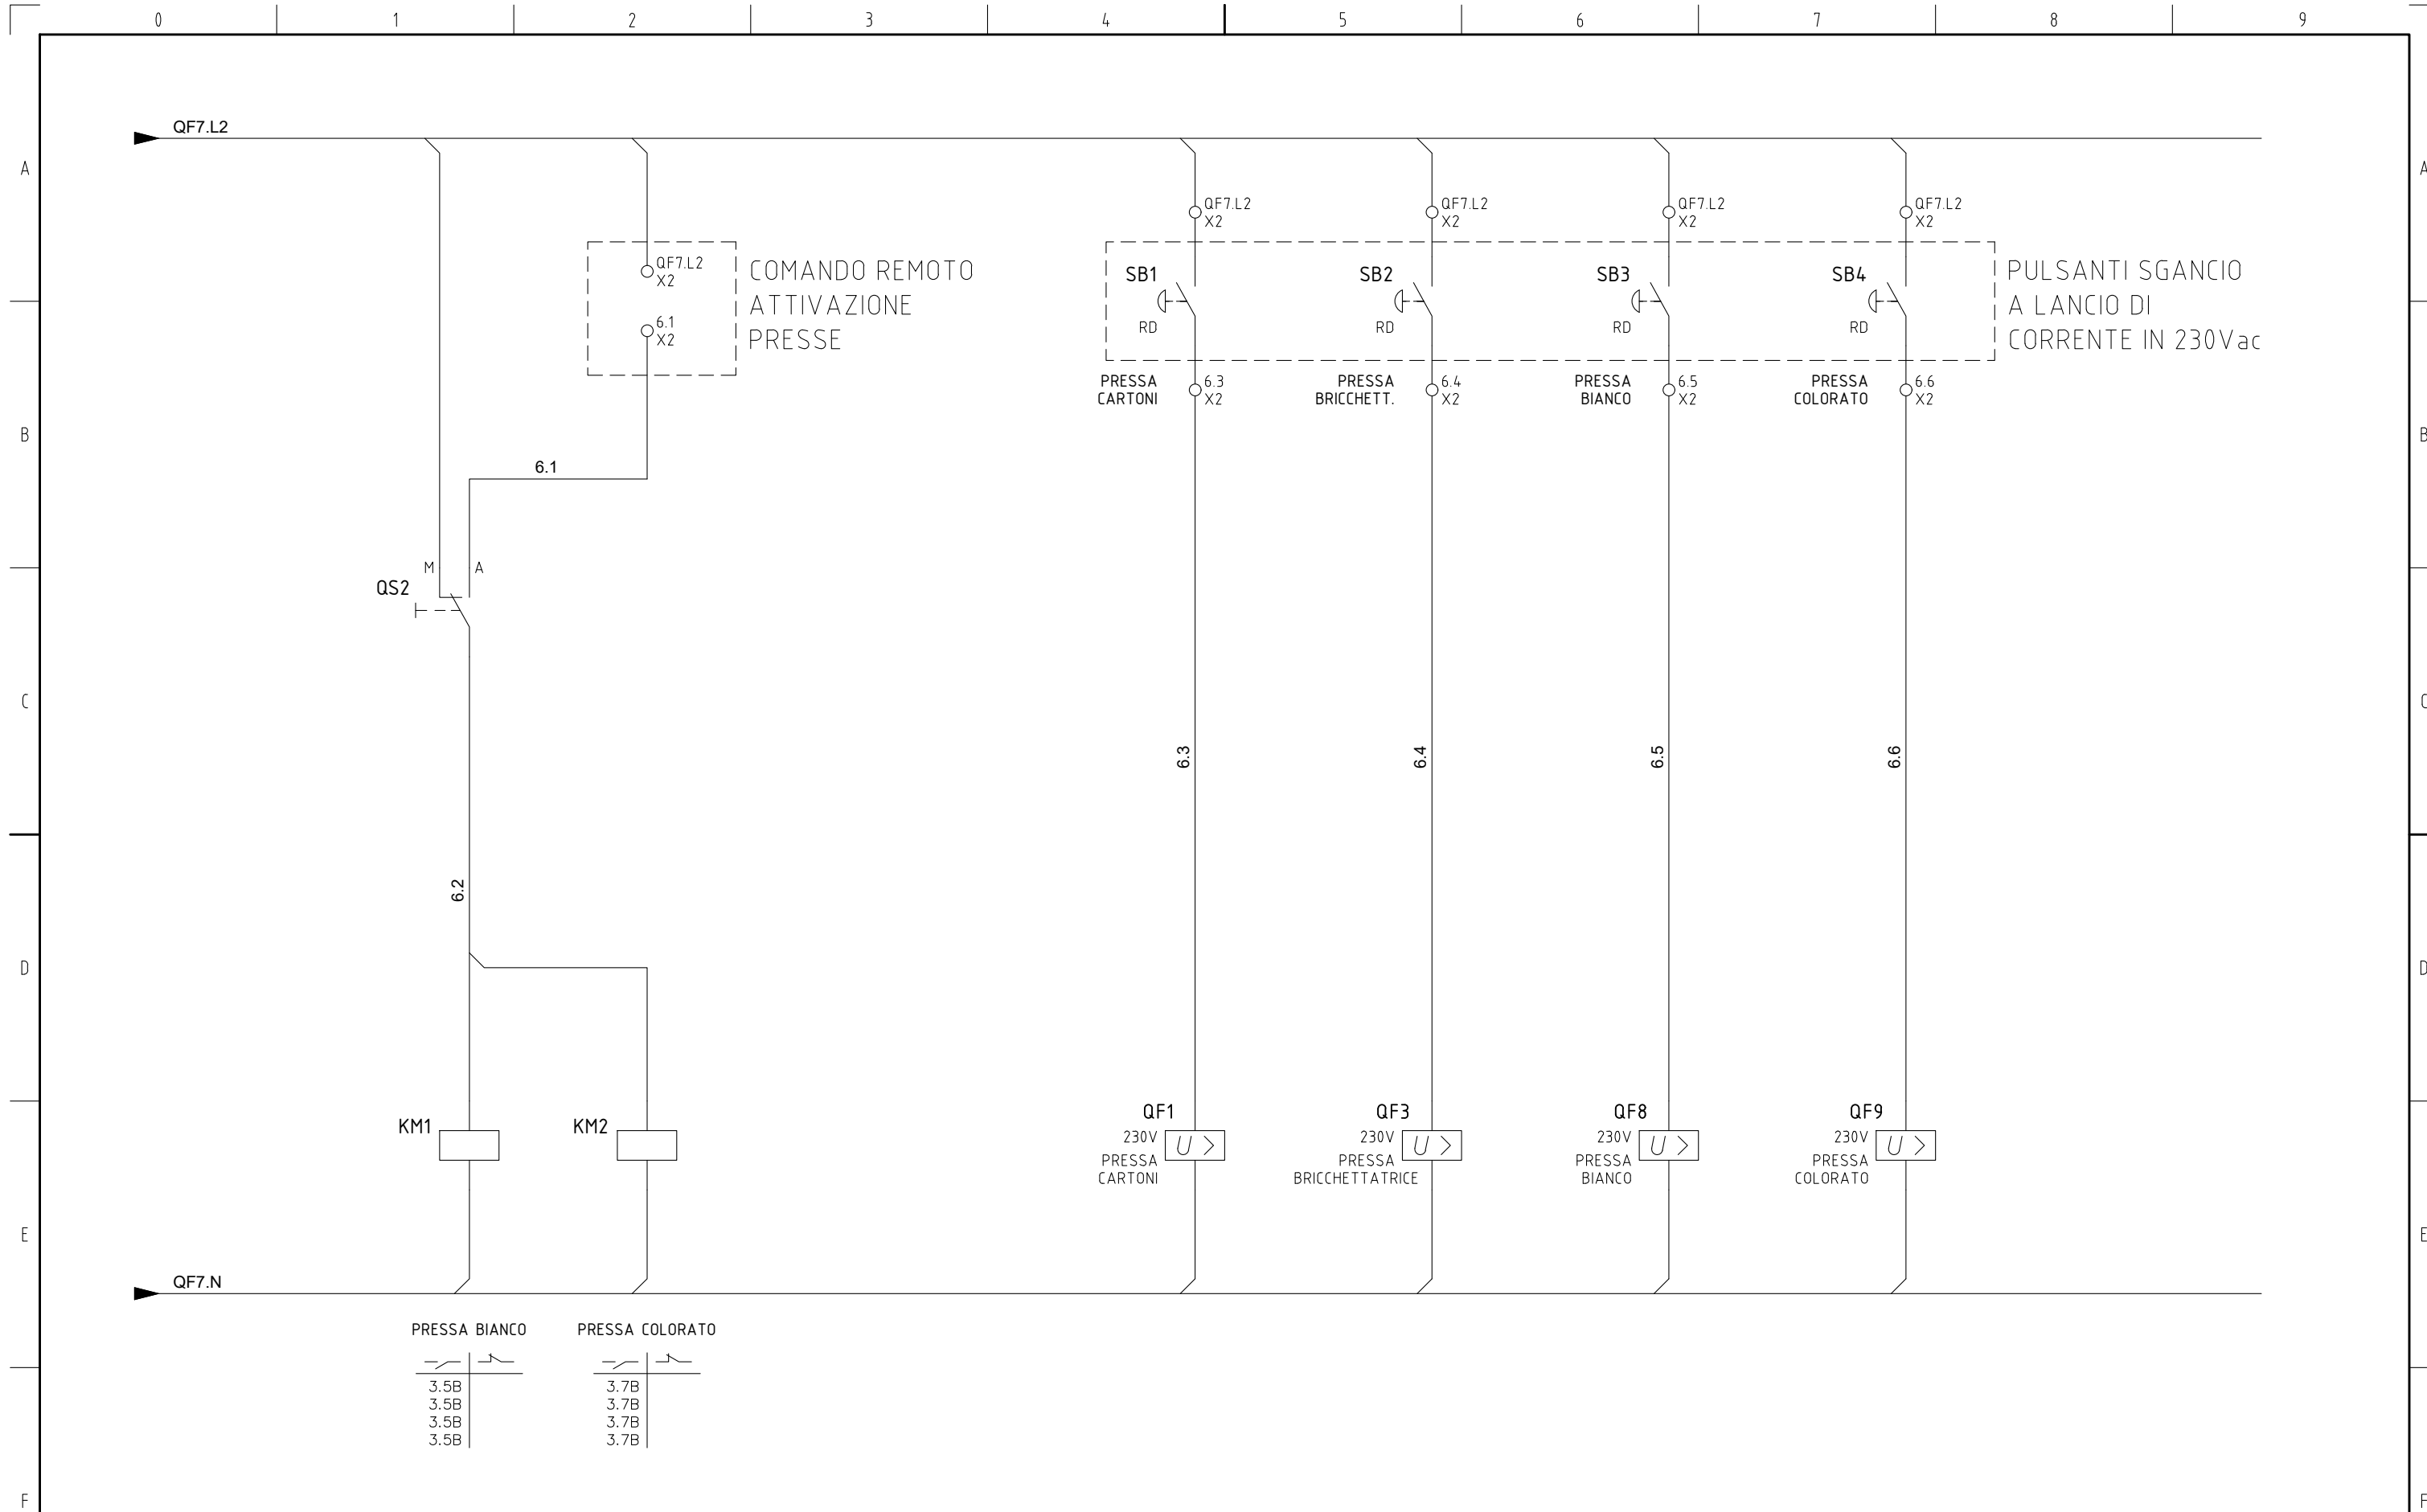 0 1 2 3 4 5 6 7 8 9
QF7.L2
A A
QF7.L2 QF7.L2 QF7.L2 QF7.L2
X2 X2 X2 X2
QF7.L2
X2
6.1
X2
COMANDO REMOTO
ATTIVAZIONE
PRESSE
SB1 SB2 SB3 SB4
RD RD RD RD
PULSANTI SGANCIO
A LANCIO DI
CORRENTE IN 230Vac
PRESSA
CARTONI
6.3
X2
PRESSA
BRICCHETT.
6.4
X2
PRESSA
BIANCO
6.5
X2
PRESSA
COLORATO
6.6
X2
B B
6.1
M A
QS2
C C
6.3 6.4 6.5 6.6
6.2
D D
KM1 KM2
QF1
230V U >
PRESSA
CARTONI
QF3
230V U >
PRESSA
BRICCHETTATRICE
QF8
230V U >
PRESSA
BIANCO
QF9
230V U >
PRESSA
COLORATO
E E
QF7.N
PRESSA BIANCO
3.5B
3.5B
3.5B
3.5B
PRESSA COLORATO
3.7B
3.7B
3.7B
3.7B
F F